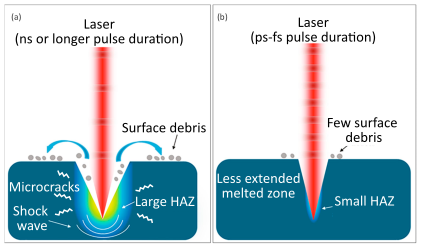 (a)
Laser
(ns or longer pulse duration)
Surface debris
Microcracks
Large HAZ
Shock
wave
(b)
Laser
(ps-fs pulse duration)
Few surface
debris
Less extended
melted zone
Small HAZ